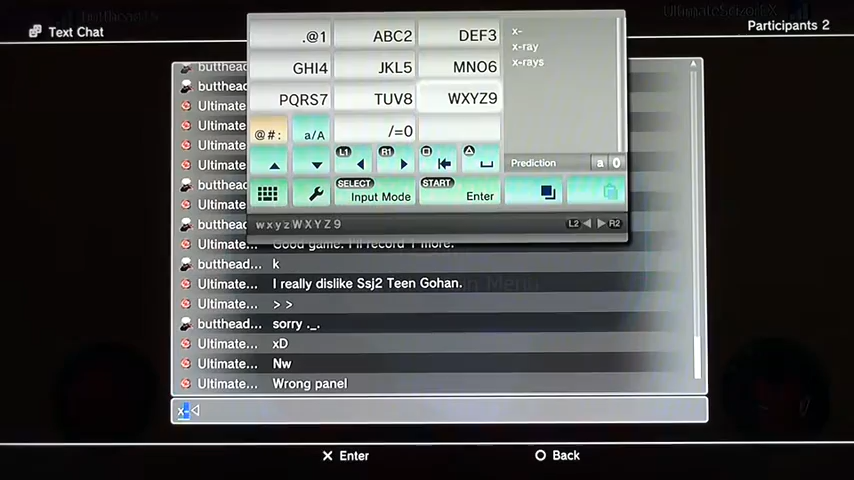 Text Chat
Participants 2
.@1 ABC2 DEF3
GHI4 JKL5 MNO6
PQRS7 TUV8 WXYZ9
@#: a/A /=0
x-
x-ray
x-rays
Prediction a 0
L1 R1
SELECT Input Mode
START Enter
wxyzWXYZ9
L2 R2
butthead...
butthead...
Ultimate...
Ultimate...
Ultimate...
Ultimate...
butthead...
Ultimate...
butthead...
Ultimate... Good game. I'll record 1 more.
butthead... k
Ultimate... I really dislike Ssj2 Teen Gohan.
Ultimate... > >
butthead... sorry ._.
Ultimate... xD
Ultimate... Nw
Ultimate... Wrong panel
x-
Enter
Back